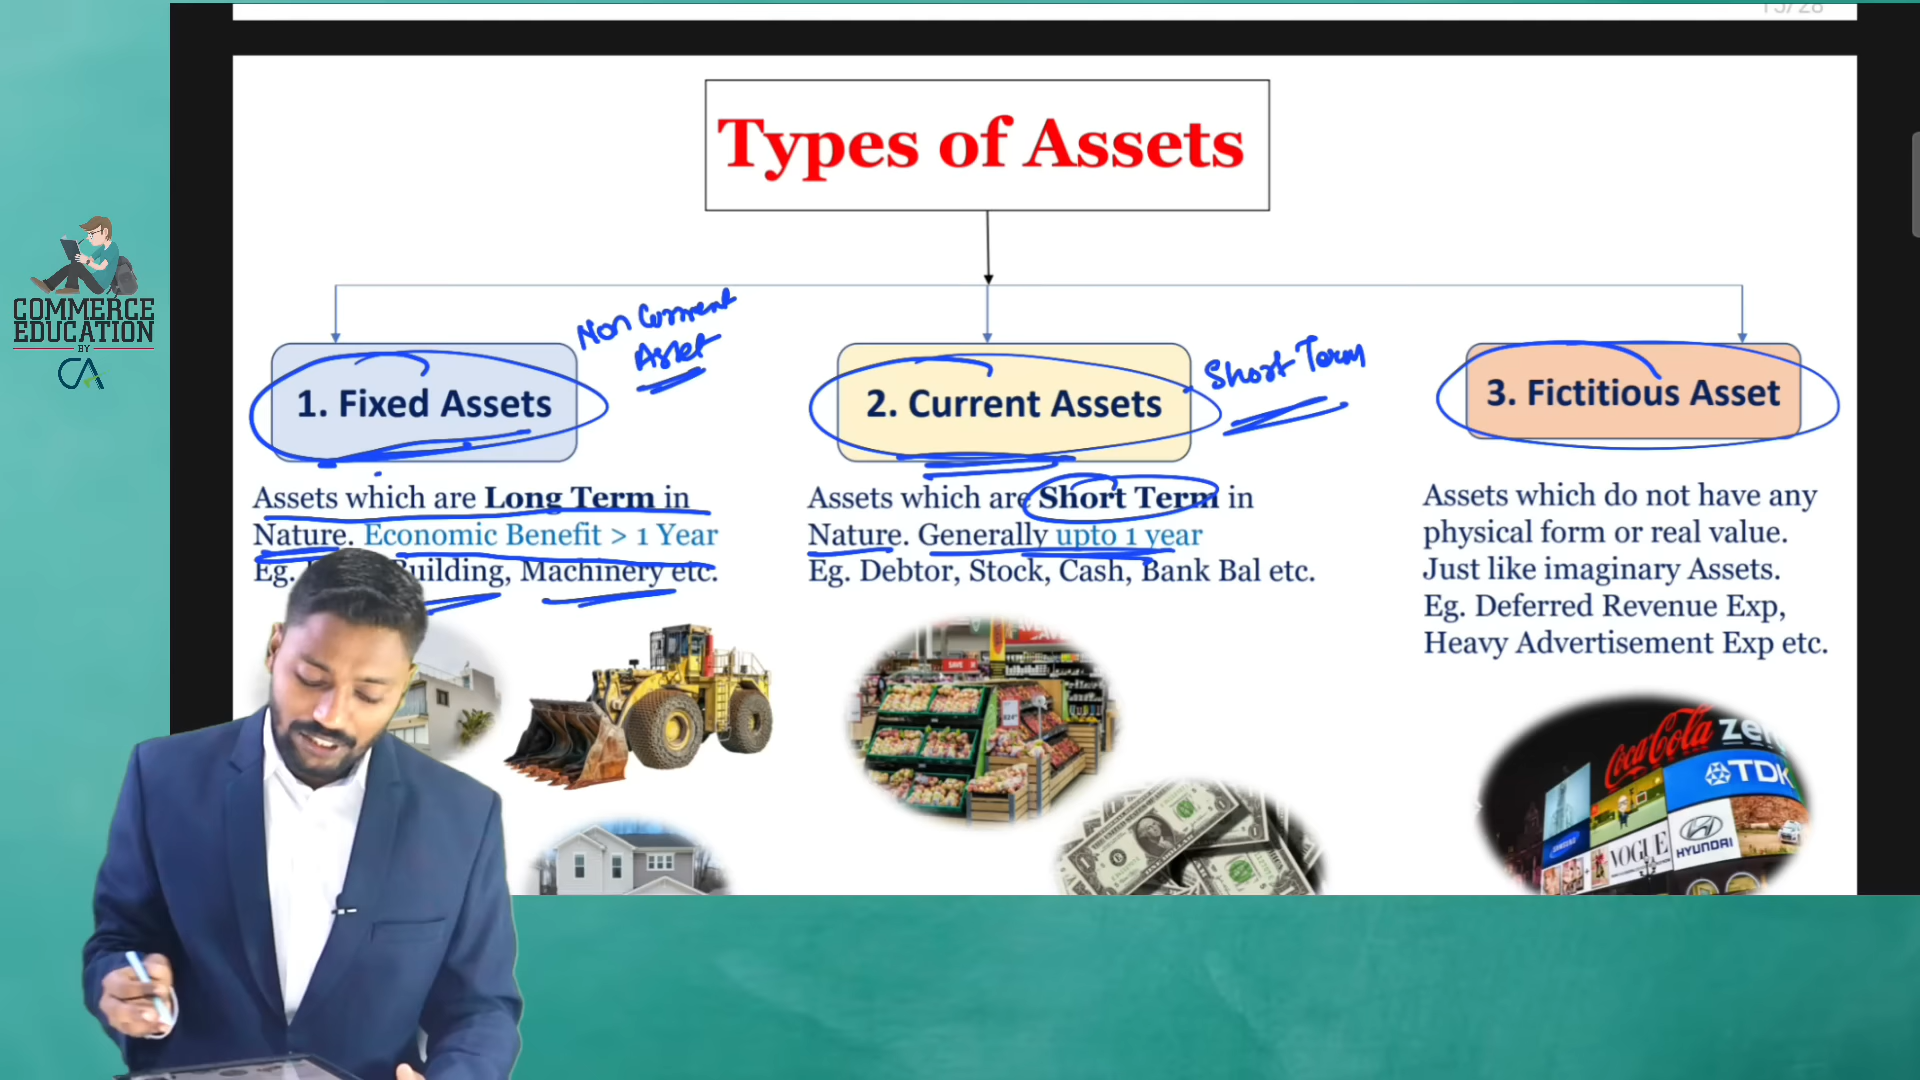 15/28
Types of Assets
Non Current
Asset
Short Term
1. Fixed Assets
2. Current Assets
3. Fictitious Asset
Assets which are Long Term in
Nature. Economic Benefit > 1 Year
Eg. Building, Machinery etc.
Assets which are Short Term in
Nature. Generally upto 1 year
Eg. Debtor, Stock, Cash, Bank Bal etc.
Assets which do not have any
physical form or real value.
Just like imaginary Assets.
Eg. Deferred Revenue Exp,
Heavy Advertisement Exp etc.
COMMERCE
EDUCATION
BY
CA
SAVE
Coca-Cola
TDK
VOGUE
HYUNDAI